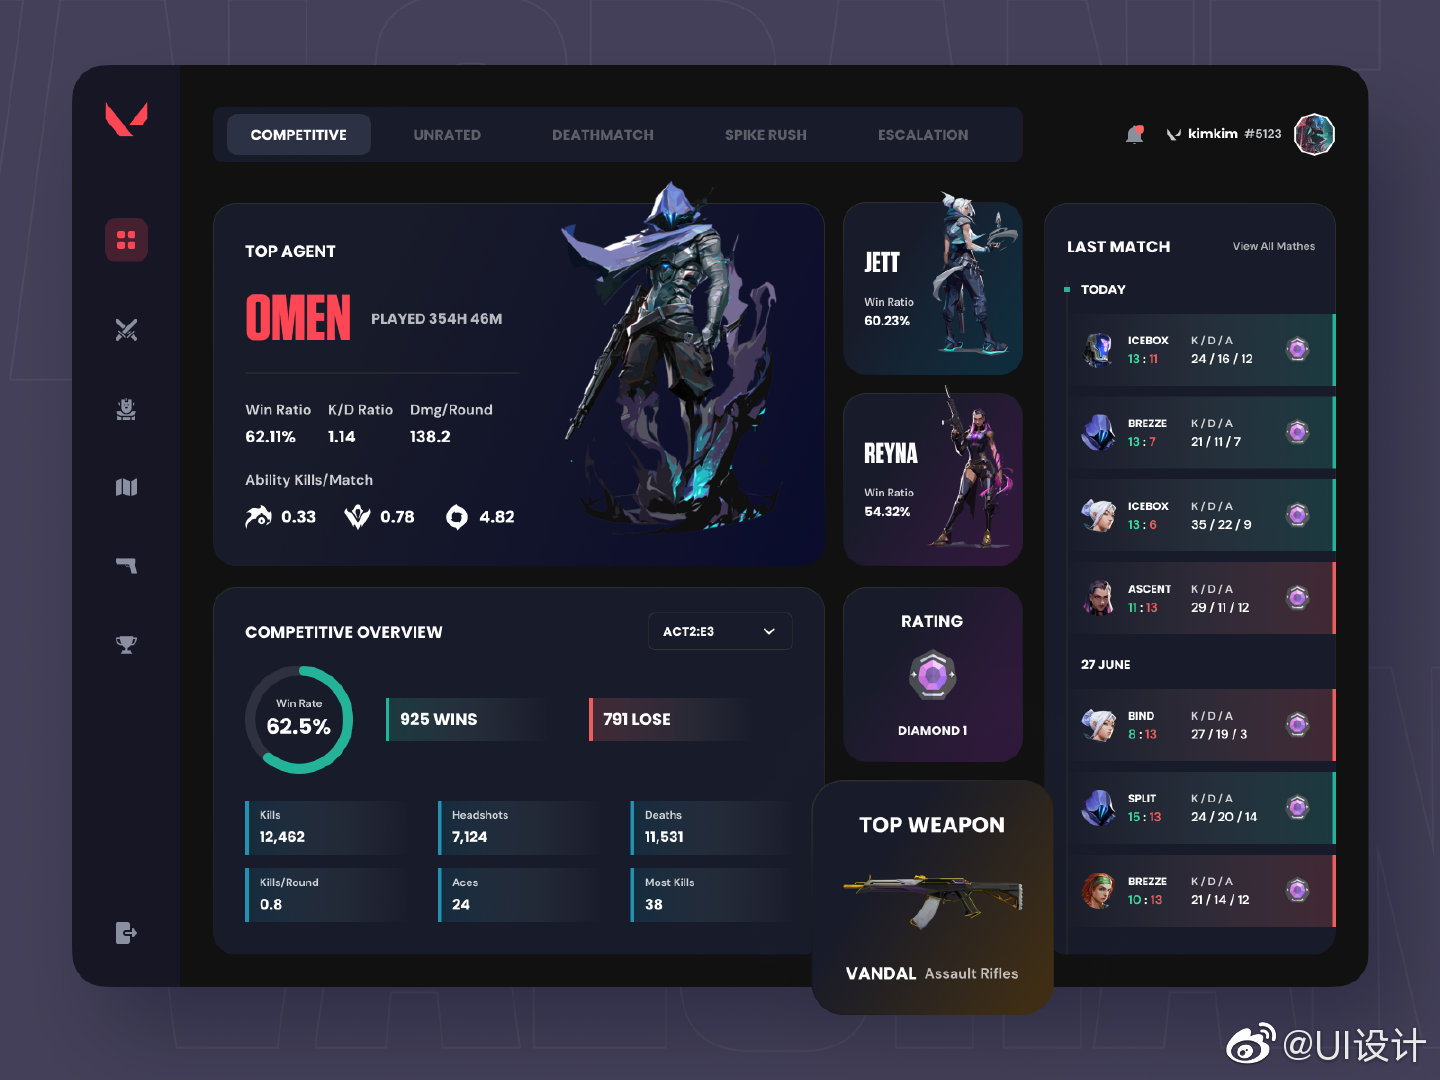 COMPETITIVE
UNRATED
DEATHMATCH
SPIKE RUSH
ESCALATION
kimkim #5123
TOP AGENT
OMEN
PLAYED 354H 46M
Win Ratio
62.11%
K/D Ratio
1.14
Dmg/Round
138.2
Ability Kills/Match
0.33
0.78
4.82
JETT
Win Ratio
60.23%
REYNA
Win Ratio
54.32%
LAST MATCH
View All Mathes
TODAY
ICEBOX
13 : 11
K / D / A
24 / 16 / 12
BREZZE
13 : 7
K / D / A
21 / 11 / 7
ICEBOX
13 : 6
K / D / A
35 / 22 / 9
ASCENT
11 : 13
K / D / A
29 / 11 / 12
27 JUNE
BIND
8 : 13
K / D / A
27 / 19 / 3
SPLIT
15 : 13
K / D / A
24 / 20 / 14
BREZZE
10 : 13
K / D / A
21 / 14 / 12
COMPETITIVE OVERVIEW
ACT2:E3
Win Rate
62.5%
925 WINS
791 LOSE
Kills
12,462
Headshots
7,124
Deaths
11,531
Kills/Round
0.8
Aces
24
Most Kills
38
RATING
DIAMOND 1
TOP WEAPON
VANDAL Assault Rifles
@UI设计